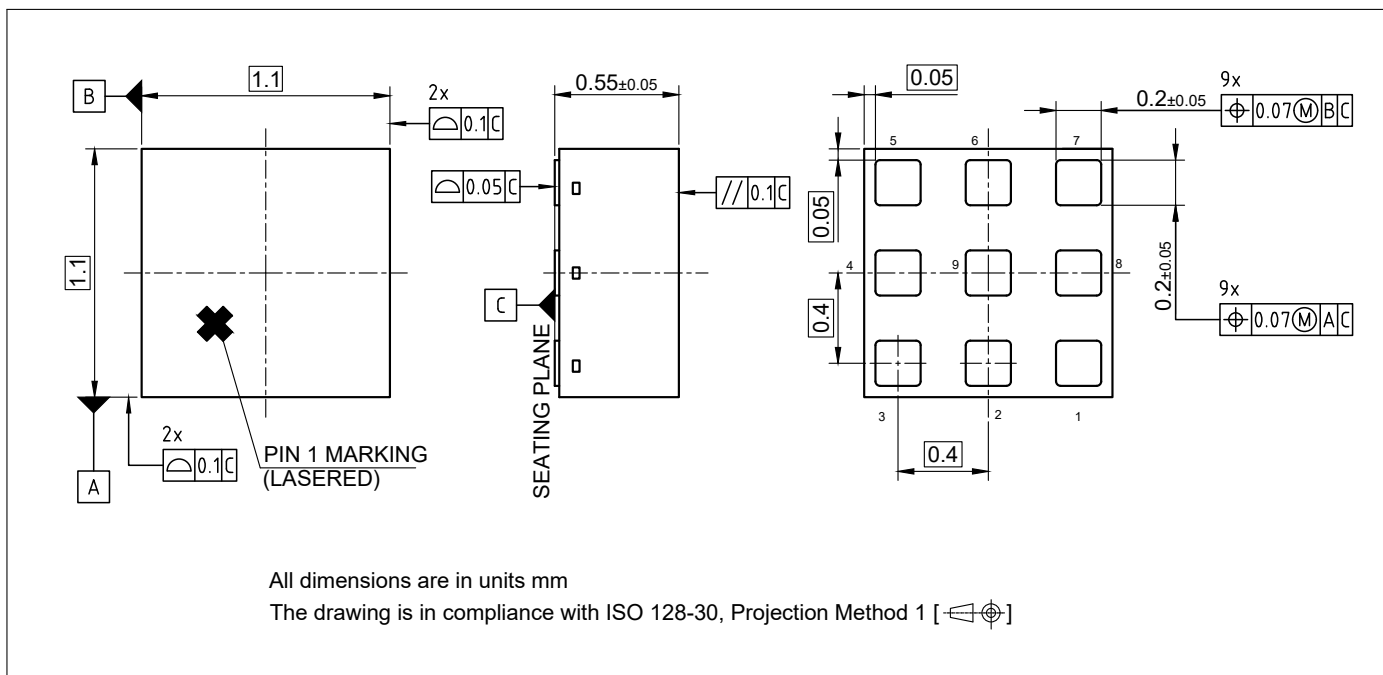 B
1.1
2x
⌓ 0.1 C
1.1
2x
⌓ 0.1 C
A
PIN 1 MARKING
(LASERED)
0.55±0.05
⌓ 0.05 C
// 0.1 C
C
SEATING PLANE
0.05
0.2±0.05
9x
⌖ 0.07 Ⓜ B C
5
6
7
0.05
4
9
8
0.4
0.2±0.05
9x
⌖ 0.07 Ⓜ A C
3
2
1
0.4
All dimensions are in units mm
The drawing is in compliance with ISO 128-30, Projection Method 1 [ ]